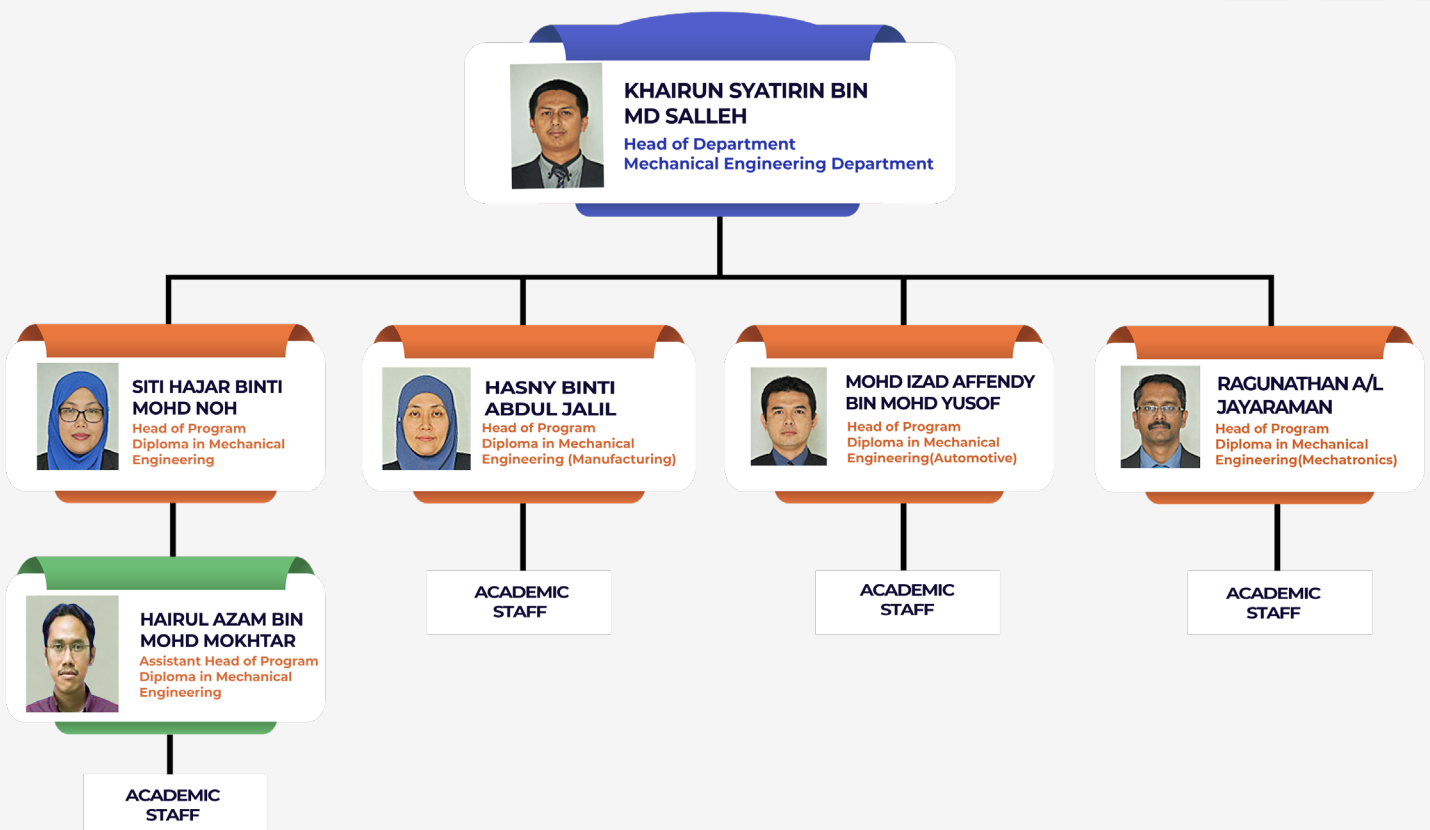 KHAIRUN SYATIRIN BIN
MD SALLEH
Head of Department
Mechanical Engineering Department
SITI HAJAR BINTI
MOHD NOH
Head of Program
Diploma in Mechanical
Engineering
HASNY BINTI
ABDUL JALIL
Head of Program
Diploma in Mechanical
Engineering (Manufacturing)
MOHD IZAD AFFENDY
BIN MOHD YUSOF
Head of Program
Diploma in Mechanical
Engineering(Automotive)
RAGUNATHAN A/L
JAYARAMAN
Head of Program
Diploma in Mechanical
Engineering(Mechatronics)
HAIRUL AZAM BIN
MOHD MOKHTAR
Assistant Head of Program
Diploma in Mechanical
Engineering
ACADEMIC
STAFF
ACADEMIC
STAFF
ACADEMIC
STAFF
ACADEMIC
STAFF